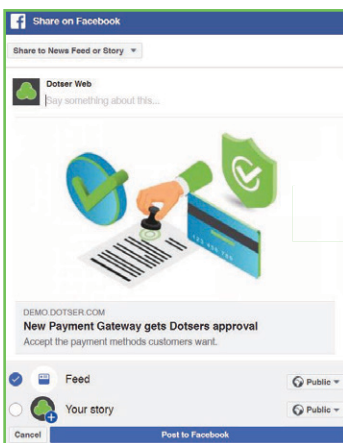 Share on Facebook
Share to News Feed or Story
Dotser Web
Say something about this...
DEMO.DOTSER.COM
New Payment Gateway gets Dotsers approval
Accept the payment methods customers want.
Feed
Public
Your story
Public
Cancel
Post to Facebook